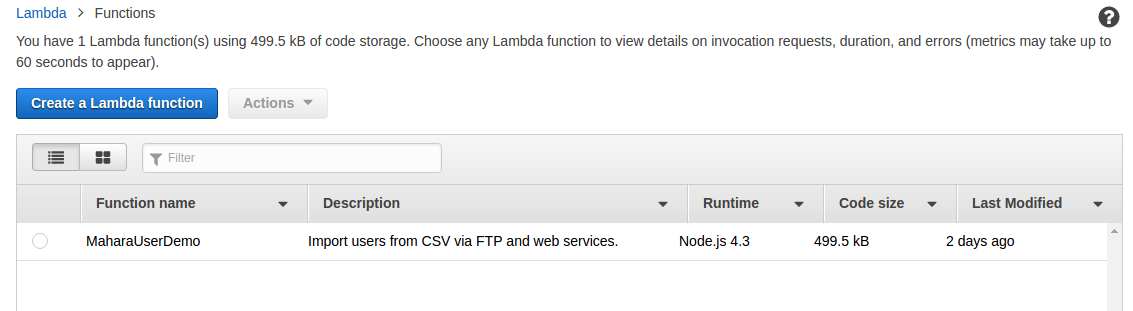 Lambda > Functions
You have 1 Lambda function(s) using 499.5 kB of code storage. Choose any Lambda function to view details on invocation requests, duration, and errors (metrics may take up to
60 seconds to appear).
Create a Lambda function Actions
Filter
Function name Description Runtime Code size Last Modified
MaharaUserDemo Import users from CSV via FTP and web services. Node.js 4.3 499.5 kB 2 days ago